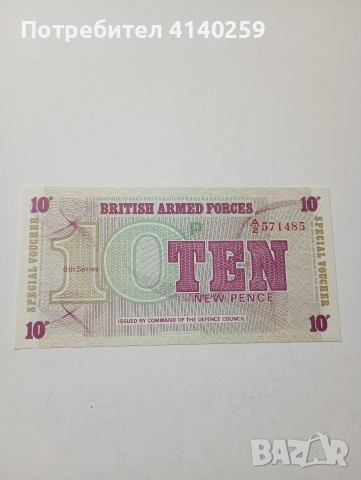 Потребител 4140259
10P BRITISH ARMED FORCES 10P
A/2 571485
SPECIAL VOUCHER
SPECIAL VOUCHER
10 P TEN
6th Series
NEW PENCE
10P 10P
ISSUED BY COMMAND OF THE DEFENCE COUNCIL
BAZAR